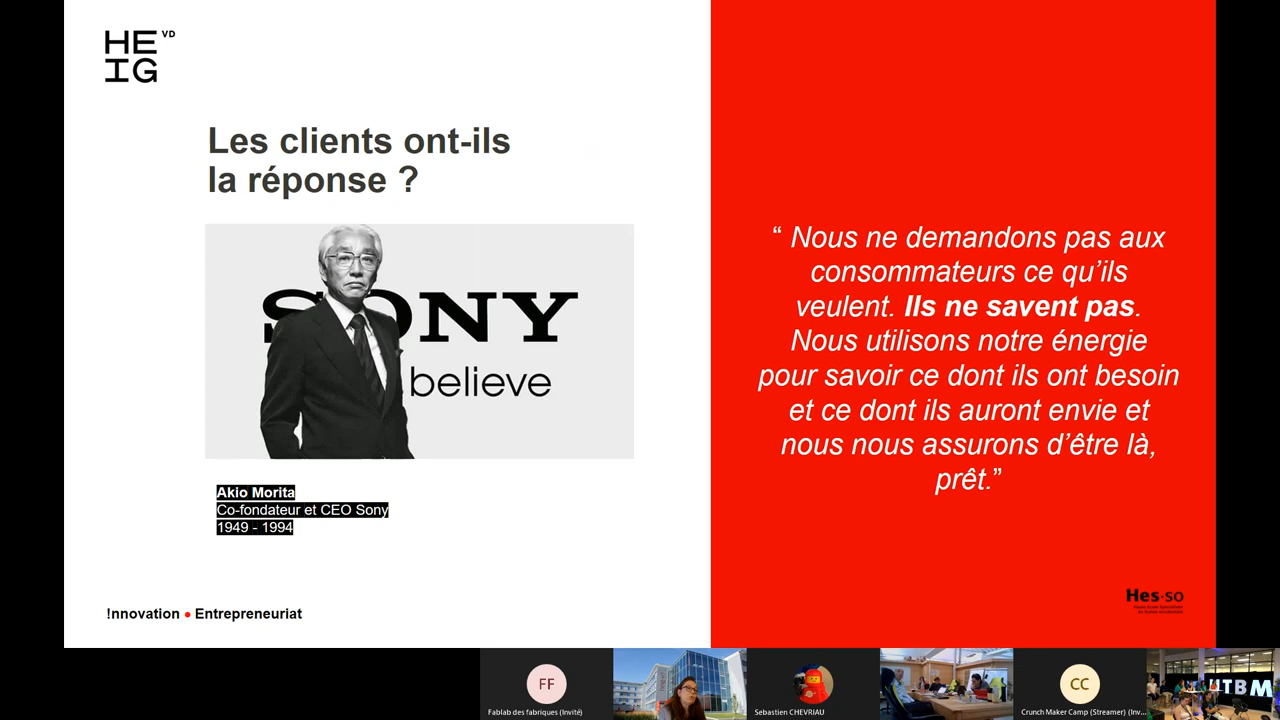 HE VD
IG
Les clients ont-ils
la réponse ?
SONY
believe
Akio Morita
Co-fondateur et CEO Sony
1949 - 1994
!nnovation • Entrepreneuriat
“ Nous ne demandons pas aux
consommateurs ce qu’ils
veulent. Ils ne savent pas.
Nous utilisons notre énergie
pour savoir ce dont ils ont besoin
et ce dont ils auront envie et
nous nous assurons d’être là,
prêt.”
Hes·so
FF
Fablab des fabriques (Invité)
Sebastien CHEVRIAU
CC
Crunch Maker Camp (Streamer) (Inv...
UTBM